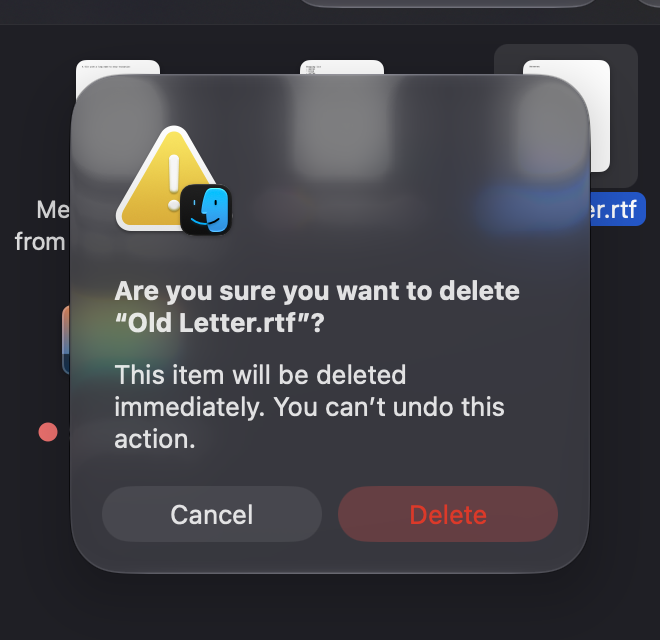 Me
from
er.rtf
Are you sure you want to delete
“Old Letter.rtf”?
This item will be deleted
immediately. You can’t undo this
action.
Cancel
Delete